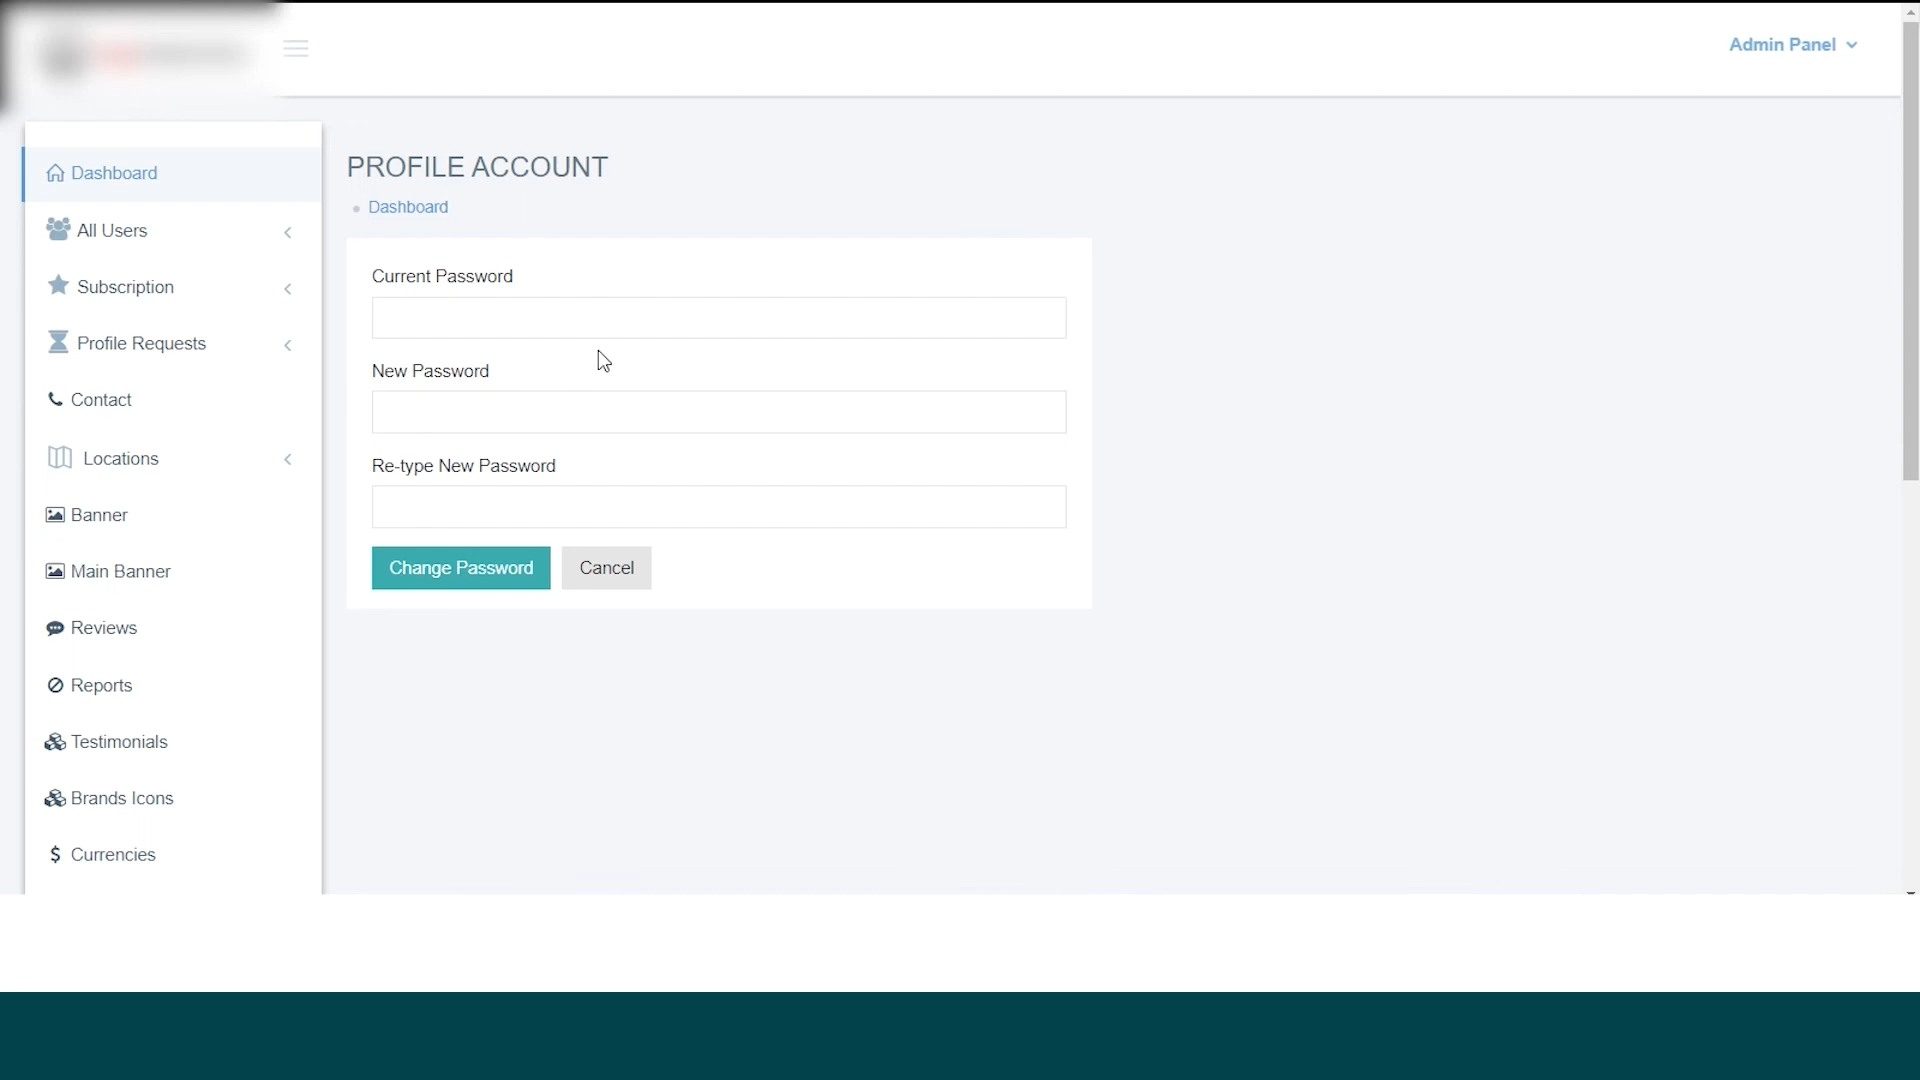 Admin Panel
Dashboard
All Users
Subscription
Profile Requests
Contact
Locations
Banner
Main Banner
Reviews
Reports
Testimonials
Brands Icons
$ Currencies
PROFILE ACCOUNT
Dashboard
Current Password
New Password
Re-type New Password
Change Password
Cancel